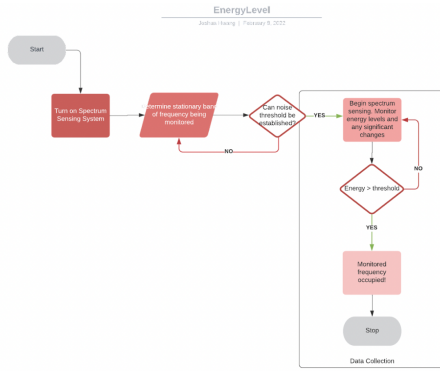 EnergyLevel
Joshua Hwang | February 8, 2022
Start
Turn on Spectrum
Sensing System
etermine stationary ban
of frequency being
monitored
Can noise
threshold be
established?
YES
NO
Begin spectrum
sensing. Monitor
energy levels and
any significant
changes
NO
Energy > threshold
YES
Monitored
frequency
occupied!
Stop
Data Collection